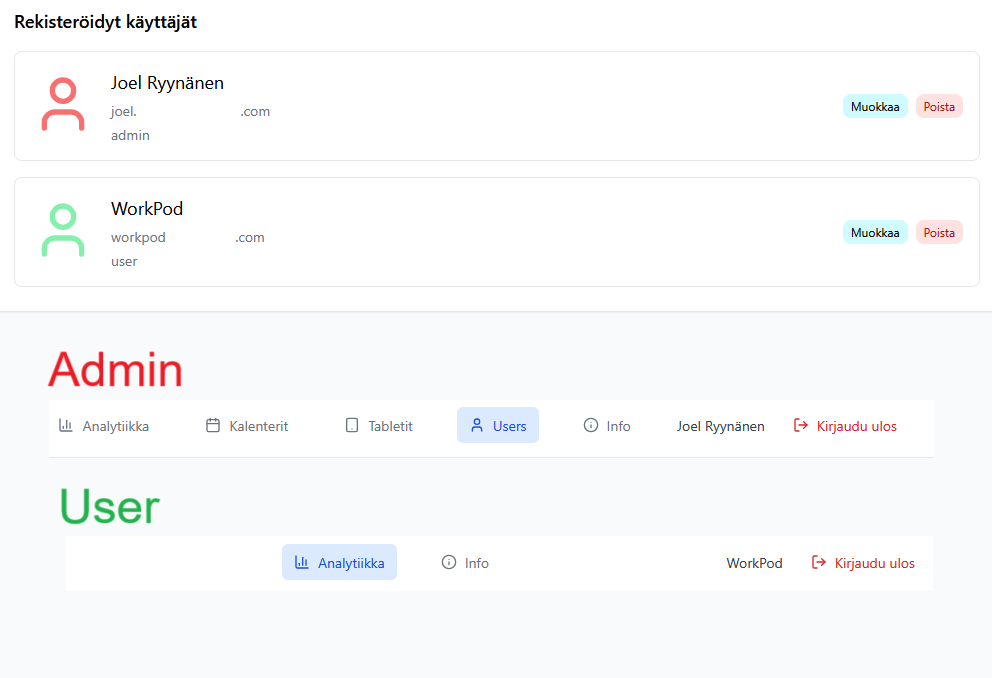 Rekisteröidyt käyttäjät
Joel Ryynänen
joel. .com
admin
Muokkaa Poista
WorkPod
workpod .com
user
Muokkaa Poista
Admin
Analytiikka Kalenterit Tabletit Users Info Joel Ryynänen Kirjaudu ulos
User
Analytiikka Info WorkPod Kirjaudu ulos